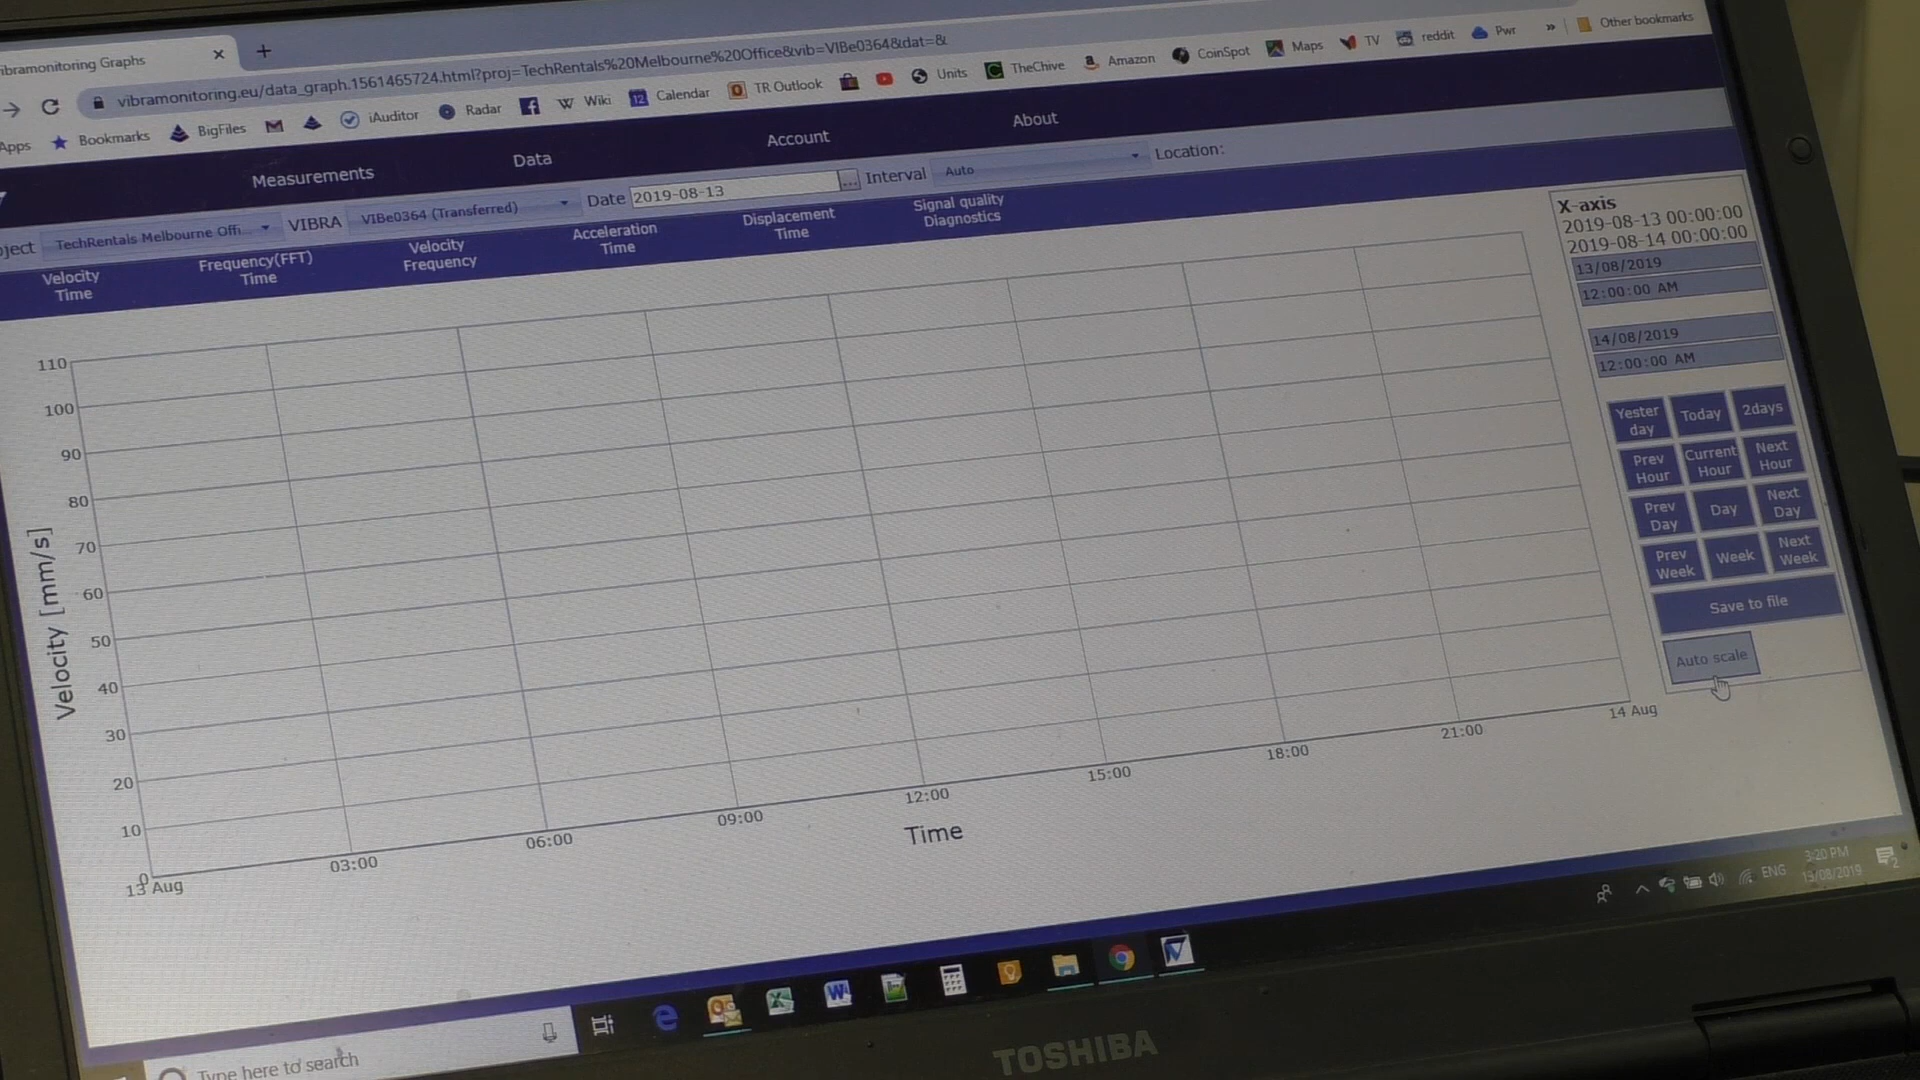 ibramonitoring Graphs
vibramonitoring.eu/data_graph.1561465724.html?proj=TechRentals%20Melbourne%20Office&vib=VIBe0364&dat=&
Apps Bookmarks BigFiles iAuditor Radar Wiki Calendar TR Outlook Units TheChive Amazon CoinSpot Maps TV reddit Pwr » Other bookmarks
Measurements Data Account About
oject TechRentals Melbourne Offi... VIBRA VIBe0364 (Transferred) Date 2019-08-13 ... Interval Auto Location:
Velocity
Time
Frequency(FFT)
Time
Velocity
Frequency
Acceleration
Time
Displacement
Time
Signal quality
Diagnostics
X-axis
2019-08-13 00:00:00
2019-08-14 00:00:00
13/08/2019
12:00:00 AM
14/08/2019
12:00:00 AM
Yester
day
Today
2days
Prev
Hour
Current
Hour
Next
Hour
Prev
Day
Day
Next
Day
Prev
Week
Week
Next
Week
Save to file
Auto scale
Velocity [mm/s]
110
100
90
80
70
60
50
40
30
20
10
0
13 Aug
03:00
06:00
09:00
12:00
15:00
18:00
21:00
14 Aug
Time
ENG
3:20 PM
13/08/2019
2
Type here to search
TOSHIBA